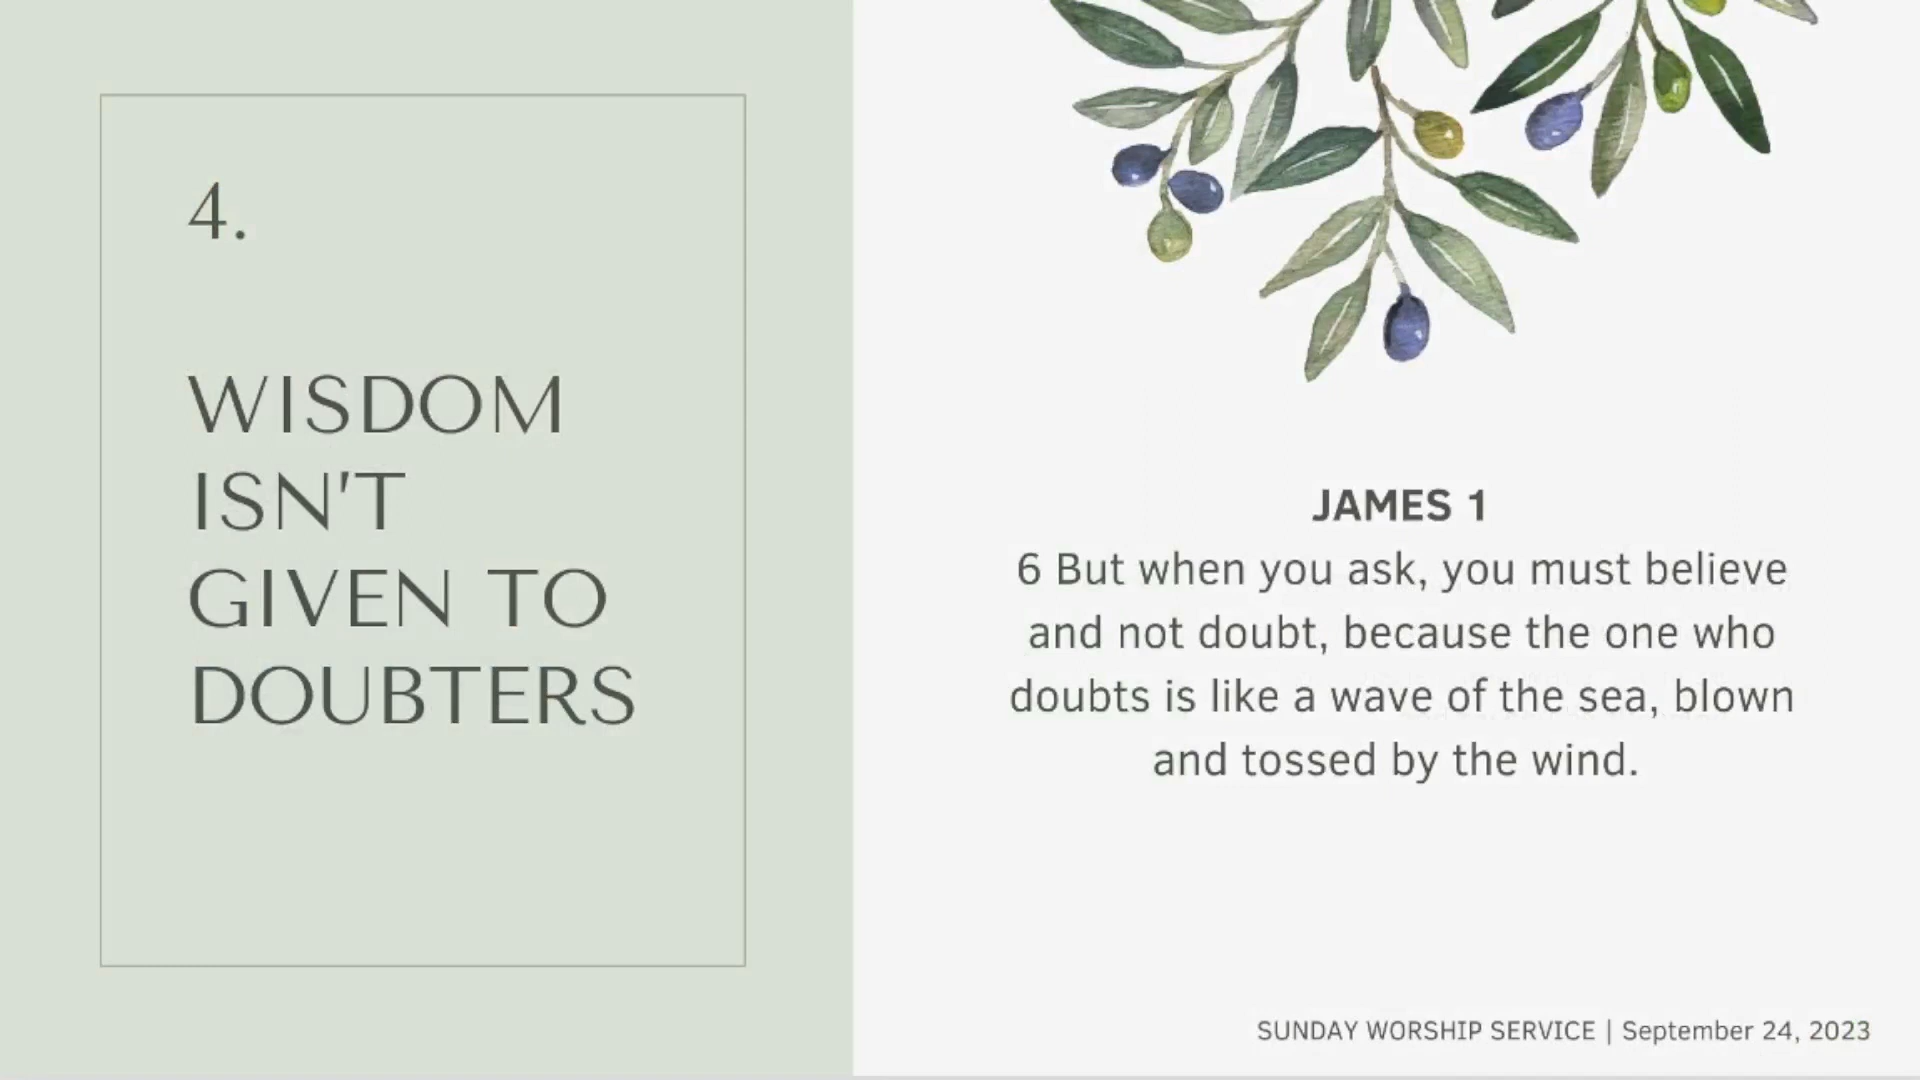 4.
WISDOM
ISN'T
GIVEN TO
DOUBTERS
JAMES 1
6 But when you ask, you must believe
and not doubt, because the one who
doubts is like a wave of the sea, blown
and tossed by the wind.
SUNDAY WORSHIP SERVICE | September 24, 2023